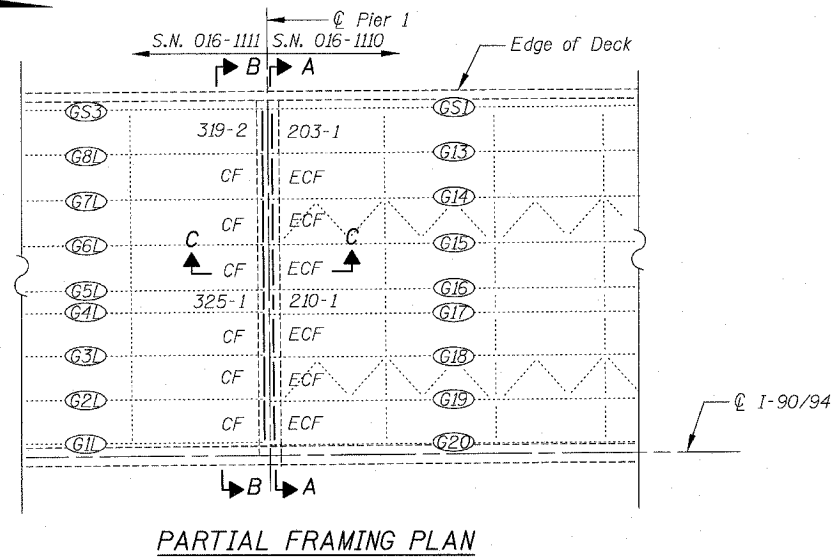 ℄ Pier 1
S.N. 016-1111 S.N. 016-1110
Edge of Deck
B A
GS3 GS1
319-2 203-1
G8L G13
CF ECF
G7L G14
CF ECF
G6L G15
C C
CF ECF
G5L G16
325-1 210-1
G4L G17
CF ECF
G3L G18
CF ECF
G2L G19
℄ I-90/94
CF ECF
G1L G20
B A
PARTIAL FRAMING PLAN